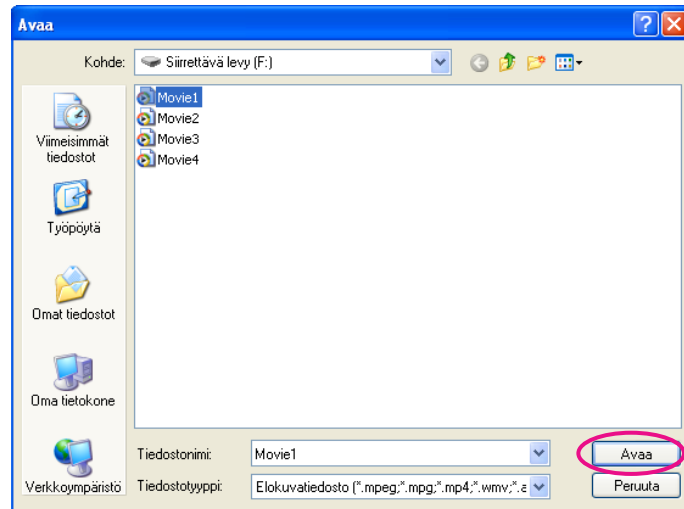 Avaa
Kohde: Siirrettävä levy (F:)
Viimeisimmät
tiedostot
Työpöytä
Omat tiedostot
Oma tietokone
Verkkoympäristö
Movie1
Movie2
Movie3
Movie4
Tiedostonimi: Movie1 Avaa
Tiedostotyyppi: Elokuvatiedosto (*.mpeg;*.mpg;*.mp4;*.wmv;*.a Peruuta